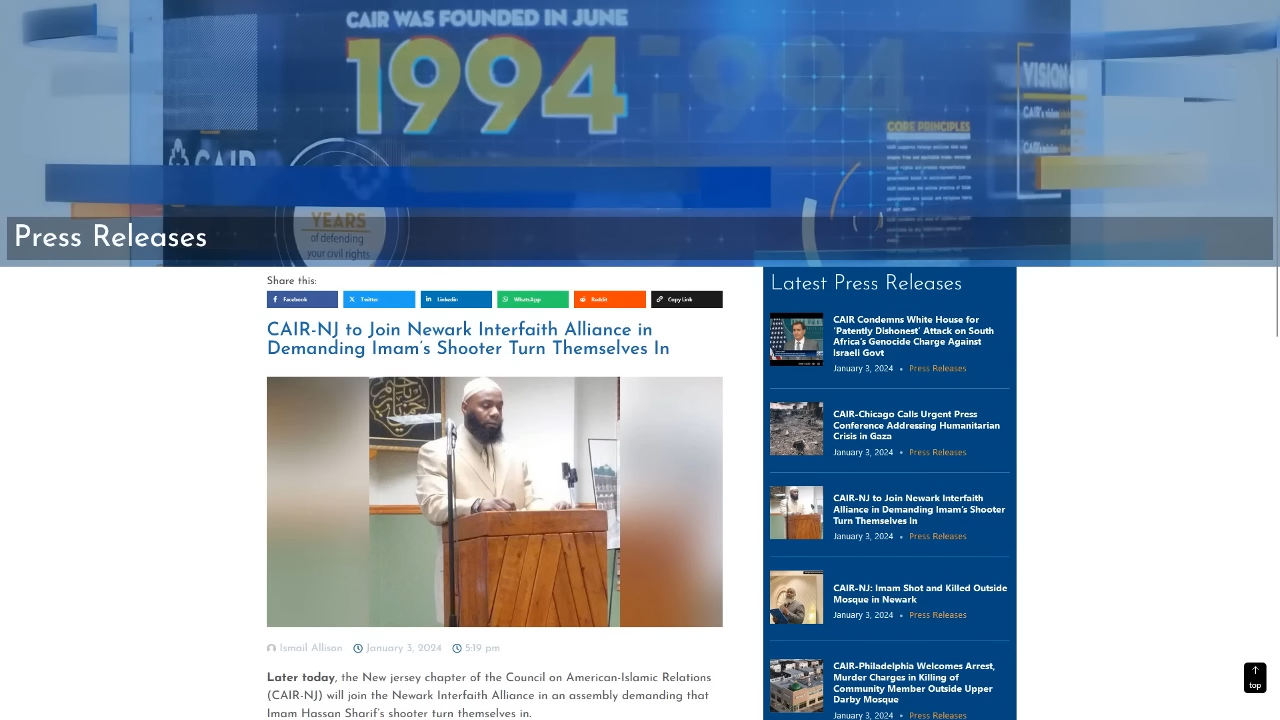 CAIR WAS FOUNDED IN JUNE
1994
1994
VISION
CAIR
CORE PRINCIPLES
YEARS
of defending
your civil rights
Press Releases
Share this:
Facebook
Twitter
LinkedIn
WhatsApp
Reddit
Copy Link
CAIR-NJ to Join Newark Interfaith Alliance in
Demanding Imam's Shooter Turn Themselves In
Ismail Allison
January 3, 2024
5:19 pm
Later today, the New jersey chapter of the Council on American-Islamic Relations
(CAIR-NJ) will join the Newark Interfaith Alliance in an assembly demanding that
Imam Hassan Sharif's shooter turn themselves in.
Latest Press Releases
CAIR Condemns White House for
'Patently Dishonest' Attack on South
Africa's Genocide Charge Against
Israeli Govt
January 3, 2024 • Press Releases
CAIR-Chicago Calls Urgent Press
Conference Addressing Humanitarian
Crisis in Gaza
January 3, 2024 • Press Releases
CAIR-NJ to Join Newark Interfaith
Alliance in Demanding Imam's Shooter
Turn Themselves In
January 3, 2024 • Press Releases
CAIR-NJ: Imam Shot and Killed Outside
Mosque in Newark
January 3, 2024 • Press Releases
CAIR-Philadelphia Welcomes Arrest,
Murder Charges in Killing of
Community Member Outside Upper
Darby Mosque
January 3, 2024 • Press Releases
top